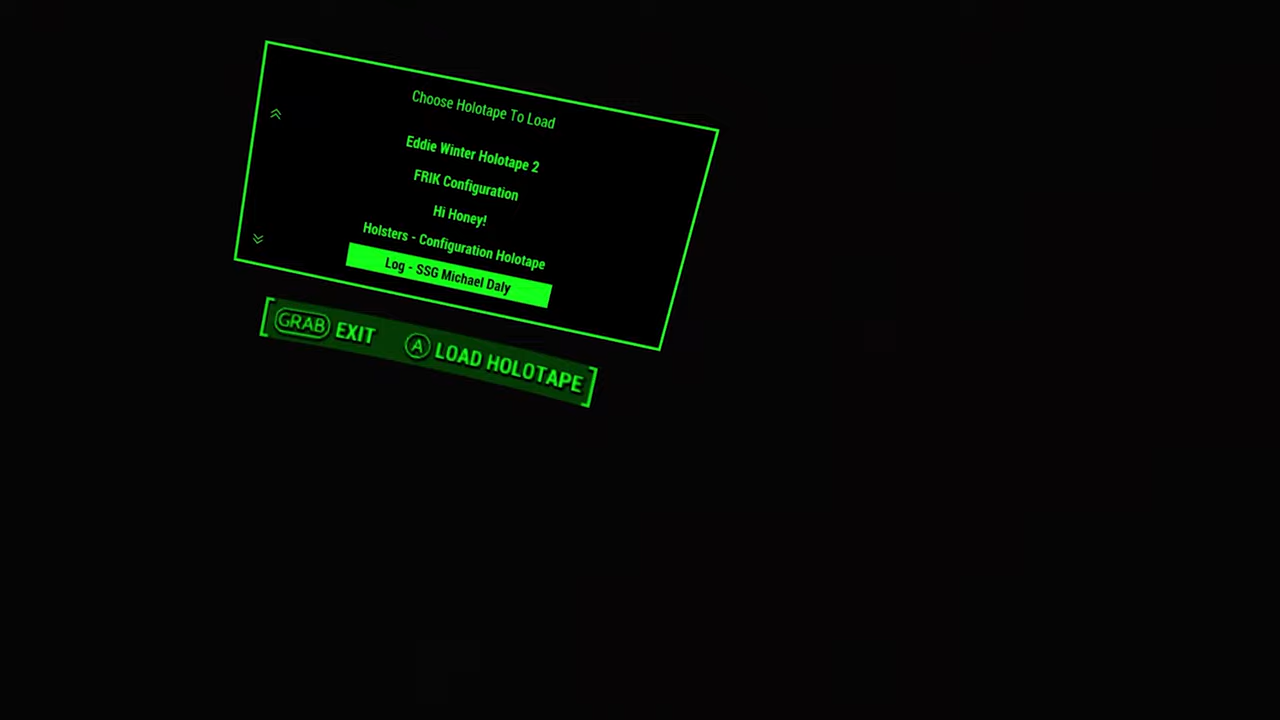 Choose Holotape To Load
Eddie Winter Holotape 2
FRIK Configuration
Hi Honey!
Holsters - Configuration Holotape
Log - SSG Michael Daly
GRAB EXIT A LOAD HOLOTAPE